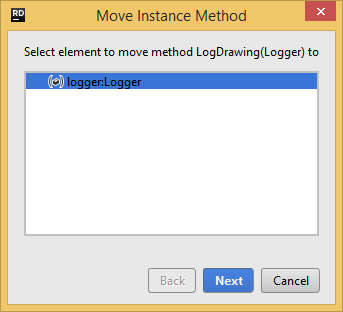 RD
Move Instance Method
Select element to move method LogDrawing(Logger) to
logger:Logger
Back Next Cancel